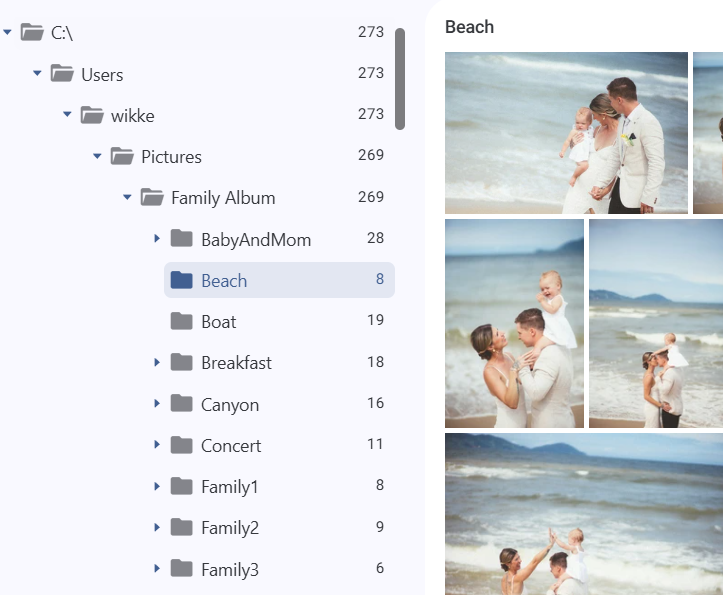 C:\ 273
Users 273
wikke 273
Pictures 269
Family Album 269
BabyAndMom 28
Beach 8
Boat 19
Breakfast 18
Canyon 16
Concert 11
Family1 8
Family2 9
Family3 6
Beach